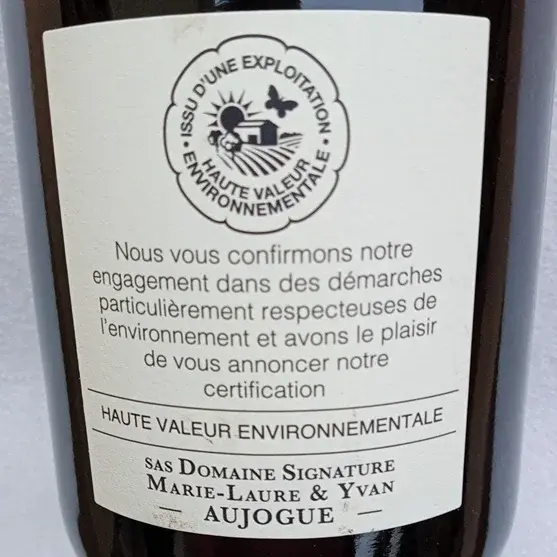 ISSU D'UNE EXPLOITATION
HAUTE VALEUR
ENVIRONNEMENTALE
Nous vous confirmons notre
engagement dans des démarches
particulièrement respecteuses de
l'environnement et avons le plaisir
de vous annoncer notre
certification
HAUTE VALEUR ENVIRONNEMENTALE
SAS DOMAINE SIGNATURE
MARIE-LAURE & YVAN
— AUJOGUE —